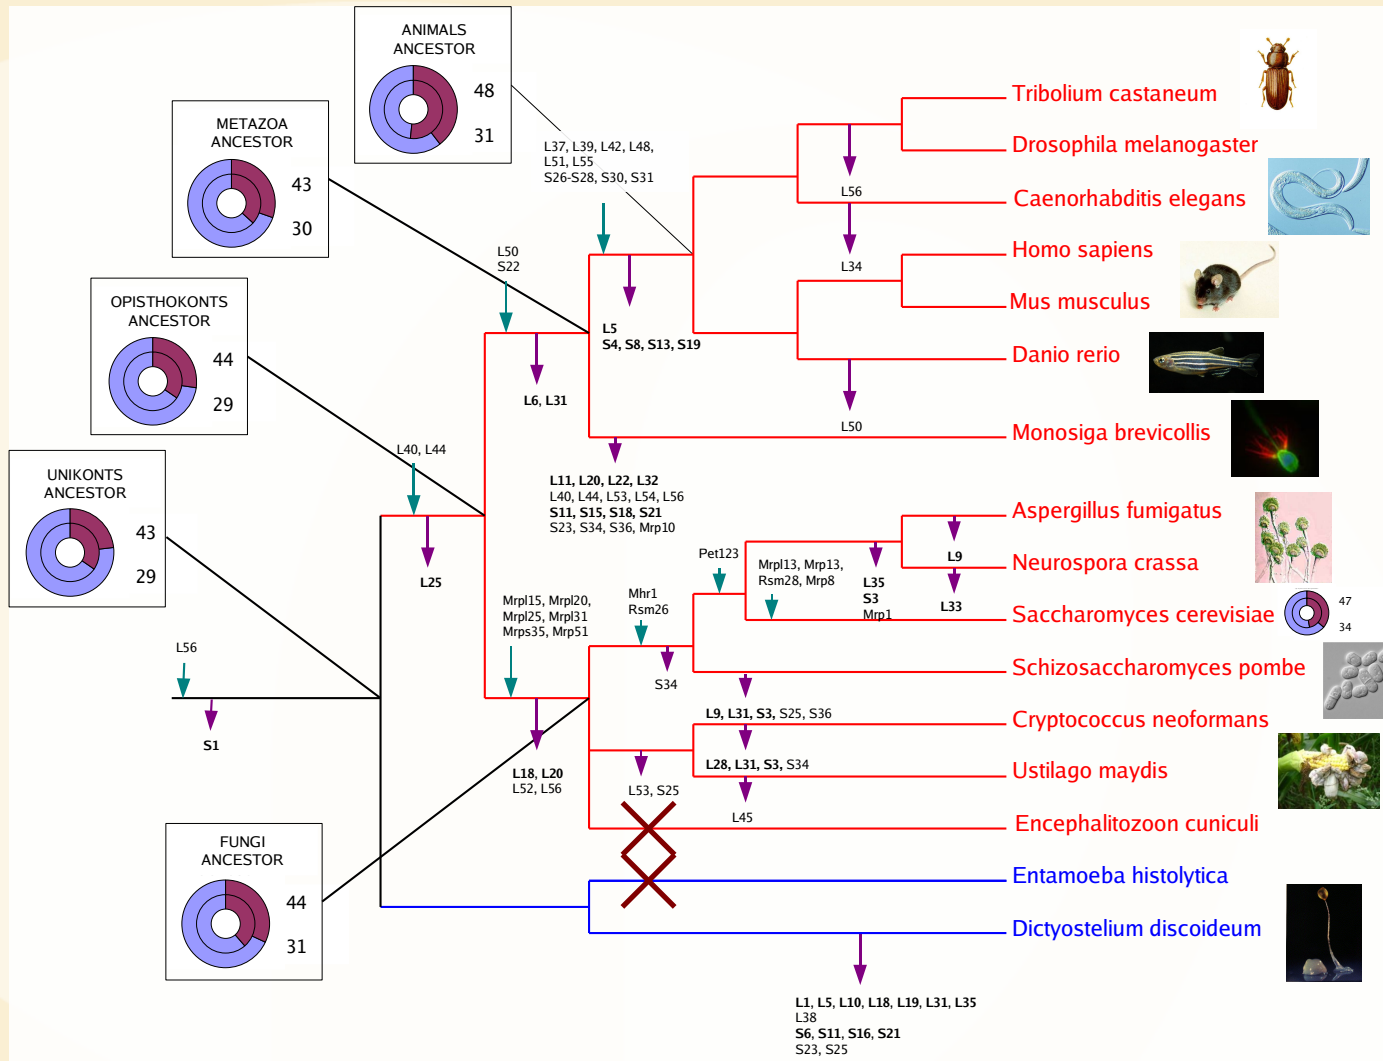 ANIMALS
ANCESTOR
48
31
METAZOA
ANCESTOR
43
30
OPISTHOKONTS
ANCESTOR
44
29
UNIKONTS
ANCESTOR
43
29
FUNGI
ANCESTOR
44
31
L56
S1
L40, L44
L25
L50
S22
L6, L31
L37, L39, L42, L48,
L51, L55
S26-S28, S30, S31
L5
S4, S8, S13, S19
L56
L34
L50
L11, L20, L22, L32
L40, L44, L53, L54, L56
S11, S15, S18, S21
S23, S34, S36, Mrp10
Mrpl15, Mrpl20,
Mrpl25, Mrpl31
Mrps35, Mrp51
L18, L20
L52, L56
Mhr1
Rsm26
S34
Pet123
Mrpl13, Mrp13,
Rsm28, Mrp8
L35
S3
Mrp1
L9
L33
L9, L31, S3, S25, S36
L28, L31, S3, S34
L53, S25
L45
L1, L5, L10, L18, L19, L31, L35
L38
S6, S11, S16, S21
S23, S25
Tribolium castaneum
Drosophila melanogaster
Caenorhabditis elegans
Homo sapiens
Mus musculus
Danio rerio
Monosiga brevicollis
Aspergillus fumigatus
Neurospora crassa
Saccharomyces cerevisiae
47
34
Schizosaccharomyces pombe
Cryptococcus neoformans
Ustilago maydis
Encephalitozoon cuniculi
Entamoeba histolytica
Dictyostelium discoideum